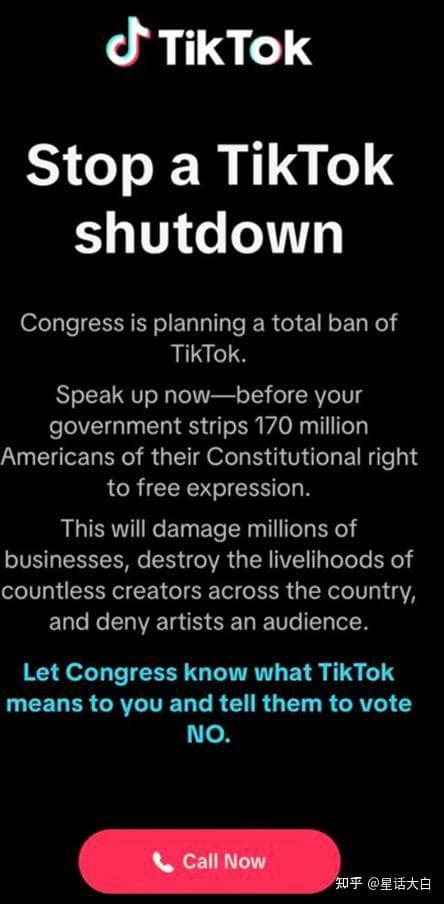 TikTok
Stop a TikTok
shutdown
Congress is planning a total ban of
TikTok.
Speak up now—before your
government strips 170 million
Americans of their Constitutional right
to free expression.
This will damage millions of
businesses, destroy the livelihoods of
countless creators across the country,
and deny artists an audience.
Let Congress know what TikTok
means to you and tell them to vote
NO.
Call Now
知乎 @星话大白